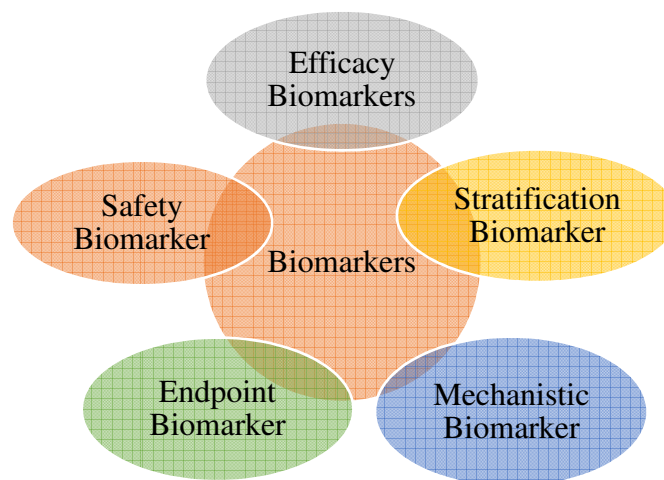 Efficacy
Biomarkers
Safety
Biomarker
Stratification
Biomarker
Biomarkers
Endpoint
Biomarker
Mechanistic
Biomarker